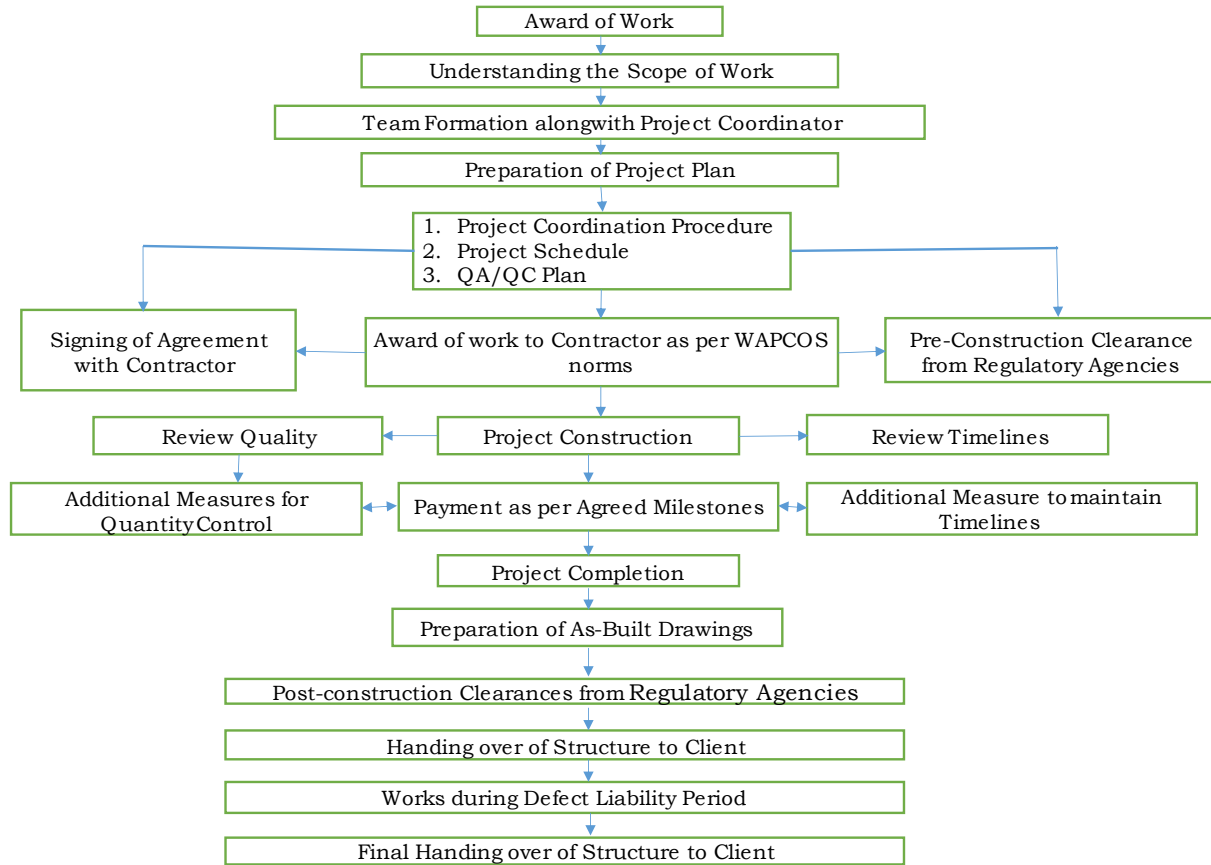 Award of Work
Understanding the Scope of Work
Team Formation alongwith Project Coordinator
Preparation of Project Plan
1. Project Coordination Procedure
2. Project Schedule
3. QA/QC Plan
Signing of Agreement
with Contractor
Award of work to Contractor as per WAPCOS
norms
Pre-Construction Clearance
from Regulatory Agencies
Review Quality
Project Construction
Review Timelines
Additional Measures for
Quantity Control
Payment as per Agreed Milestones
Additional Measure to maintain
Timelines
Project Completion
Preparation of As-Built Drawings
Post-construction Clearances from Regulatory Agencies
Handing over of Structure to Client
Works during Defect Liability Period
Final Handing over of Structure to Client